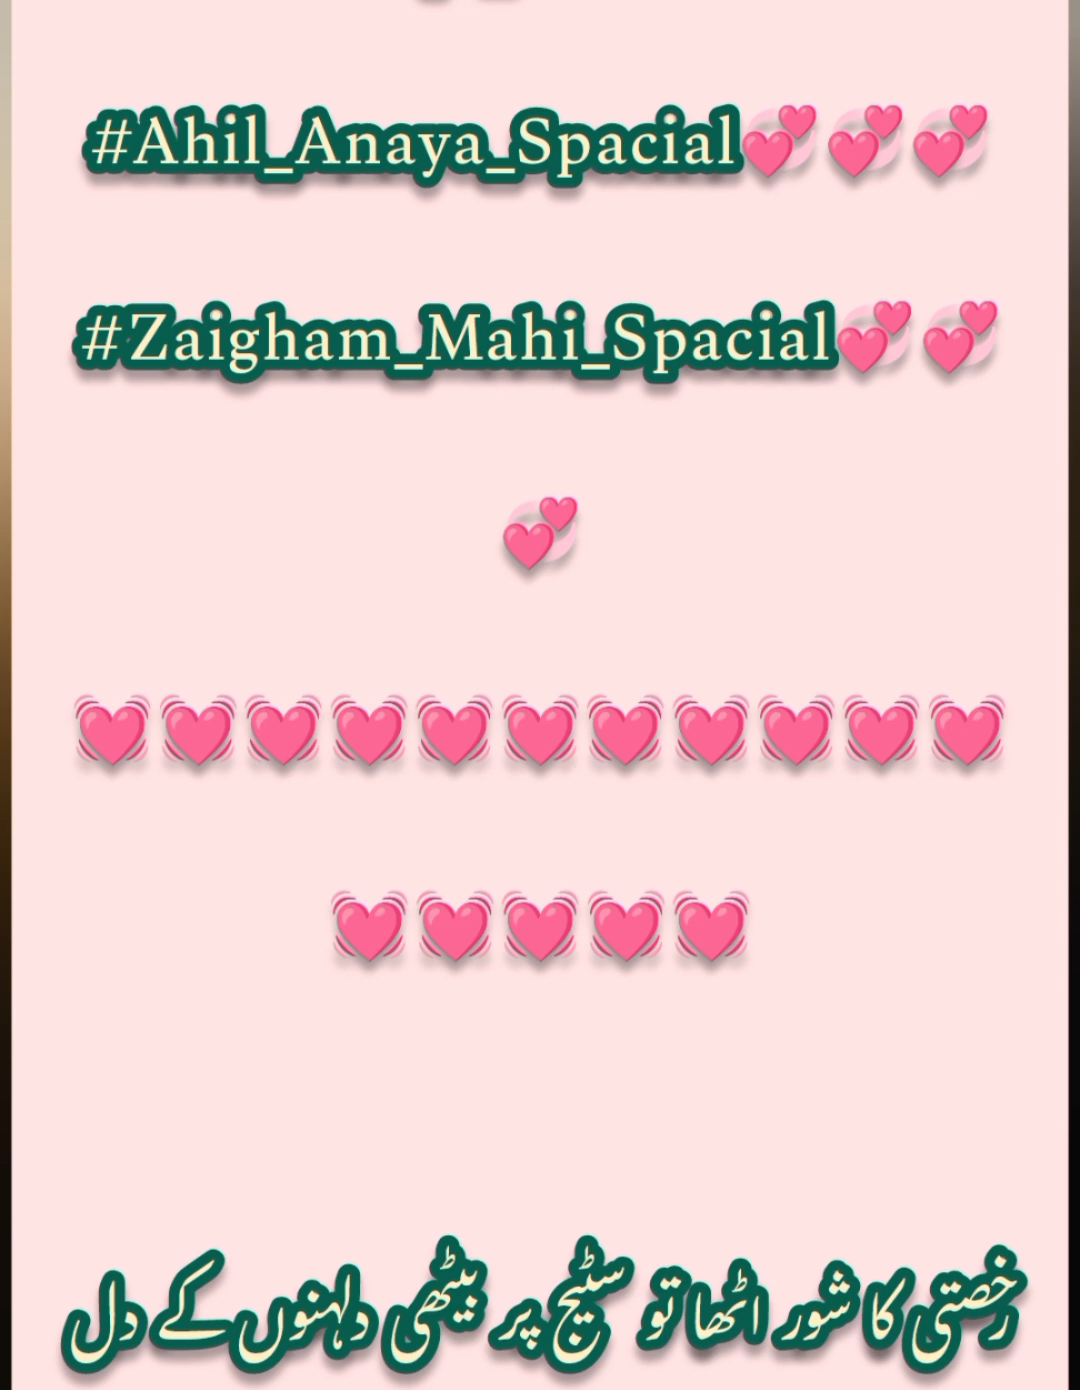 #Ahil_Anaya_Spacial💞💞💞
#Zaigham_Mahi_Spacial💞💞
💞
💓💓💓💓💓💓💓💓💓💓💓
💓💓💓💓💓
رخصتی کا شور اٹھا تو سٹیج پر بیٹھی دلہنوں کے دل